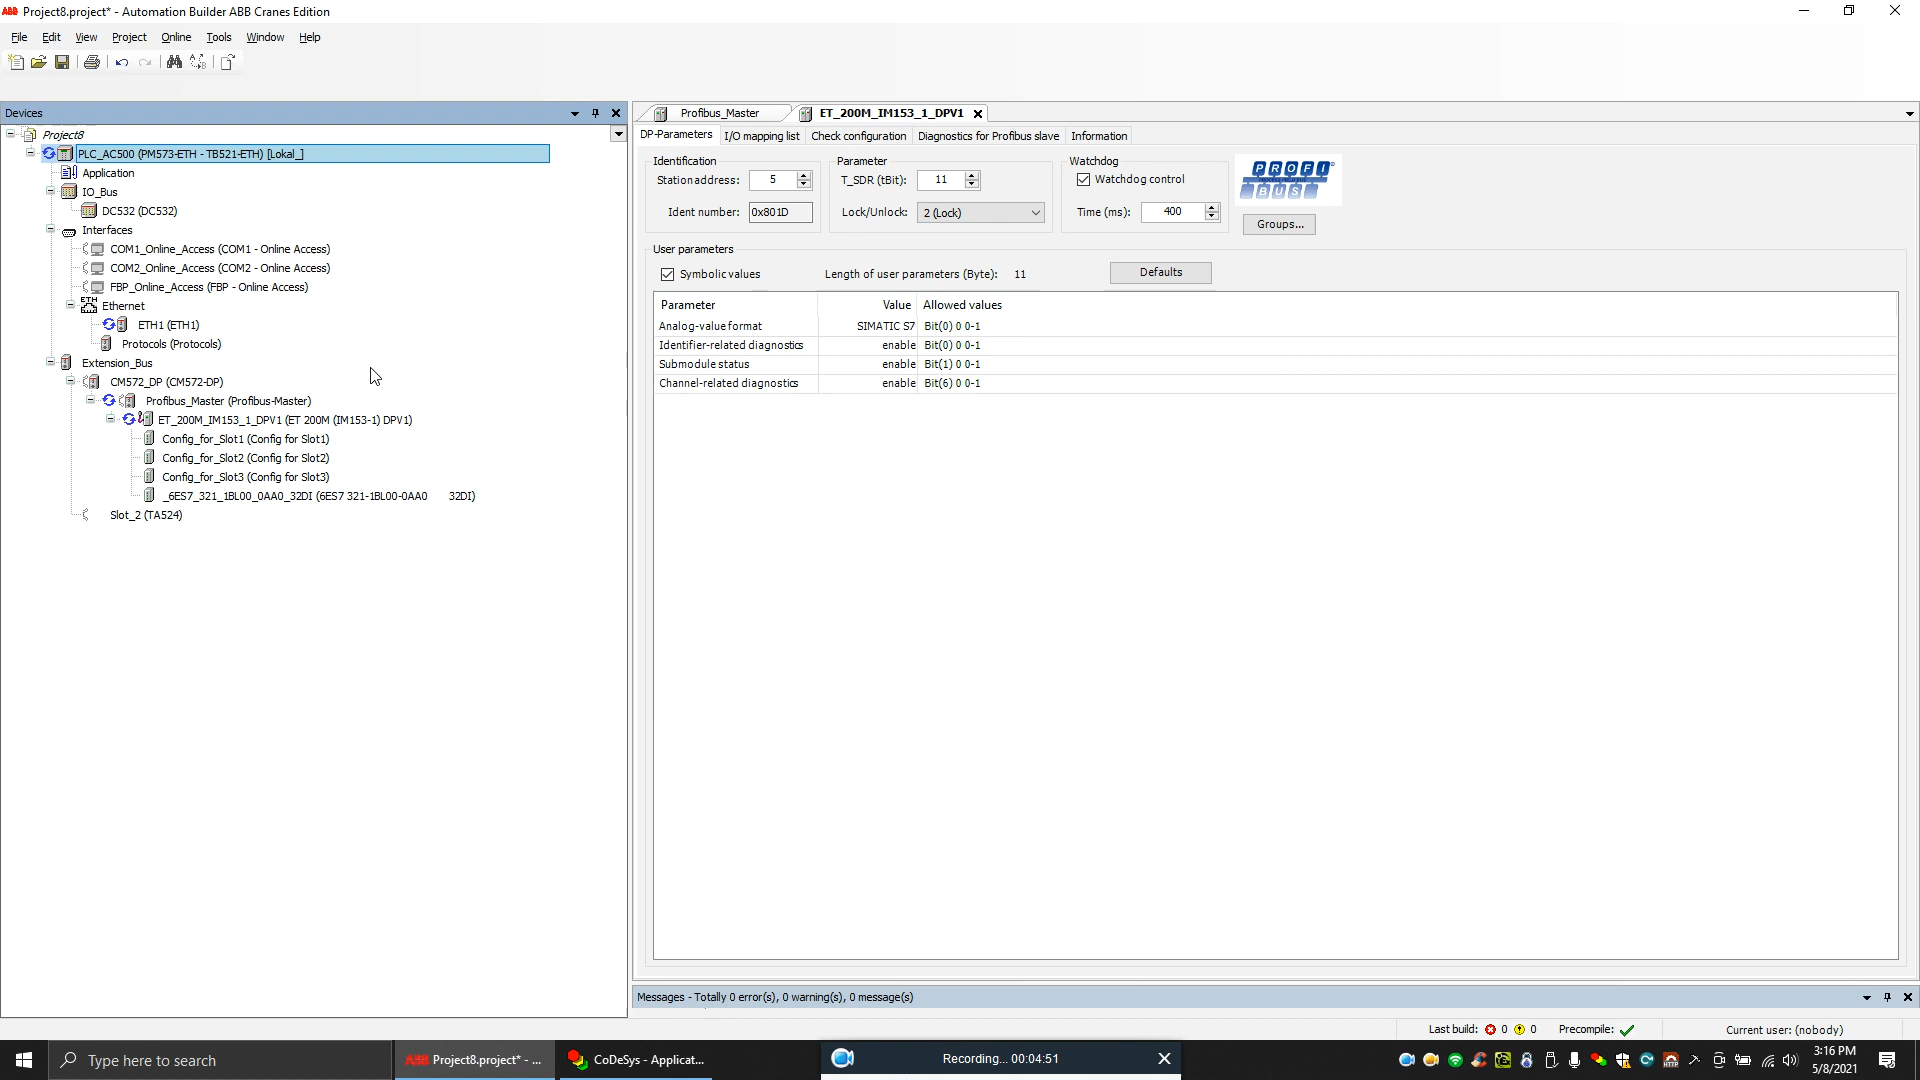 ABB Project8.project* - Automation Builder ABB Cranes Edition
File Edit View Project Online Tools Window Help
Devices
Project8
PLC_AC500 (PM573-ETH - TB521-ETH) [Lokal_]
Application
IO_Bus
DC532 (DC532)
Interfaces
COM1_Online_Access (COM1 - Online Access)
COM2_Online_Access (COM2 - Online Access)
FBP_Online_Access (FBP - Online Access)
ETH Ethernet
ETH1 (ETH1)
Protocols (Protocols)
Extension_Bus
CM572_DP (CM572-DP)
Profibus_Master (Profibus-Master)
ET_200M_IM153_1_DPV1 (ET 200M (IM153-1) DPV1)
Config_for_Slot1 (Config for Slot1)
Config_for_Slot2 (Config for Slot2)
Config_for_Slot3 (Config for Slot3)
_6ES7_321_1BL00_0AA0_32DI (6ES7 321-1BL00-0AA0 32DI)
Slot_2 (TA524)
Profibus_Master ET_200M_IM153_1_DPV1
DP-Parameters I/O mapping list Check configuration Diagnostics for Profibus slave Information
Identification Parameter Watchdog
Station address: 5 T_SDR (tBit): 11 Watchdog control
Ident number: 0x801D Lock/Unlock: 2 (Lock) Time (ms): 400
PROFI
BUS
Groups...
User parameters
Symbolic values Length of user parameters (Byte): 11 Defaults
Parameter Value Allowed values
Analog-value format SIMATIC S7 Bit(0) 0 0-1
Identifier-related diagnostics enable Bit(0) 0 0-1
Submodule status enable Bit(1) 0 0-1
Channel-related diagnostics enable Bit(6) 0 0-1
Messages - Totally 0 error(s), 0 warning(s), 0 message(s)
Last build: 0 0 Precompile: Current user: (nobody)
Type here to search
ABB Project8.project* - ...
CoDeSys - Applicat...
Recording... 00:04:51
3:16 PM
5/8/2021